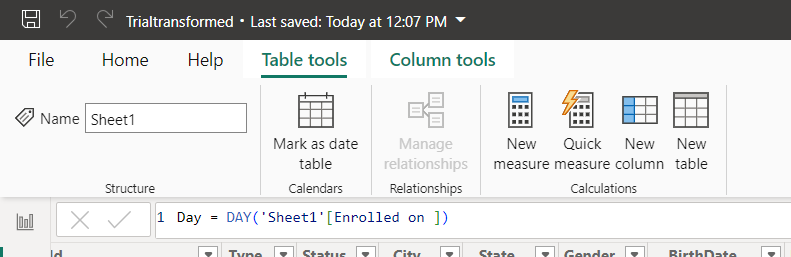 Trialtransformed • Last saved: Today at 12:07 PM
File Home Help Table tools Column tools
Name Sheet1
Mark as date table
Manage relationships
New measure
Quick measure
New column
New table
Structure Calendars Relationships Calculations
1 Day = DAY('Sheet1'[Enrolled on ])
Id Type Status City State Gender BirthDate